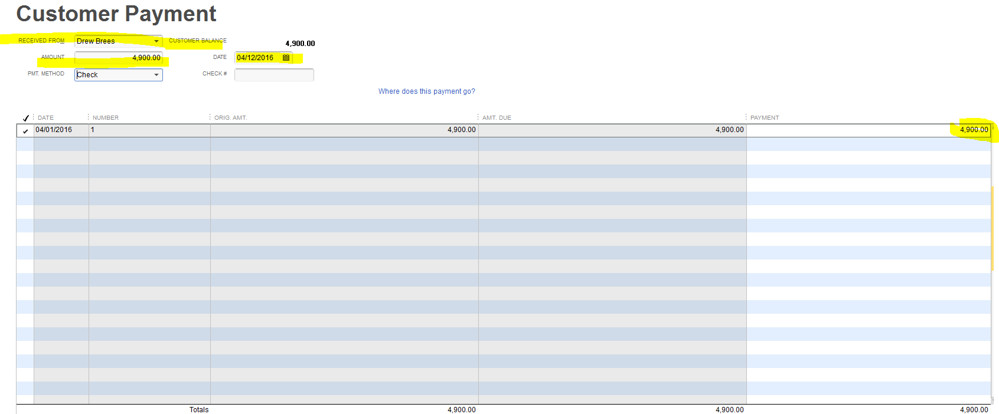 Customer Payment
RECEIVED FROM Drew Brees CUSTOMER BALANCE 4,900.00
AMOUNT 4,900.00 DATE 04/12/2016
PMT. METHOD Check CHECK #
Where does this payment go?
DATE NUMBER ORIG. AMT. AMT. DUE PAYMENT
04/01/2016 1 4,900.00 4,900.00 4,900.00
Totals 4,900.00 4,900.00 4,900.00